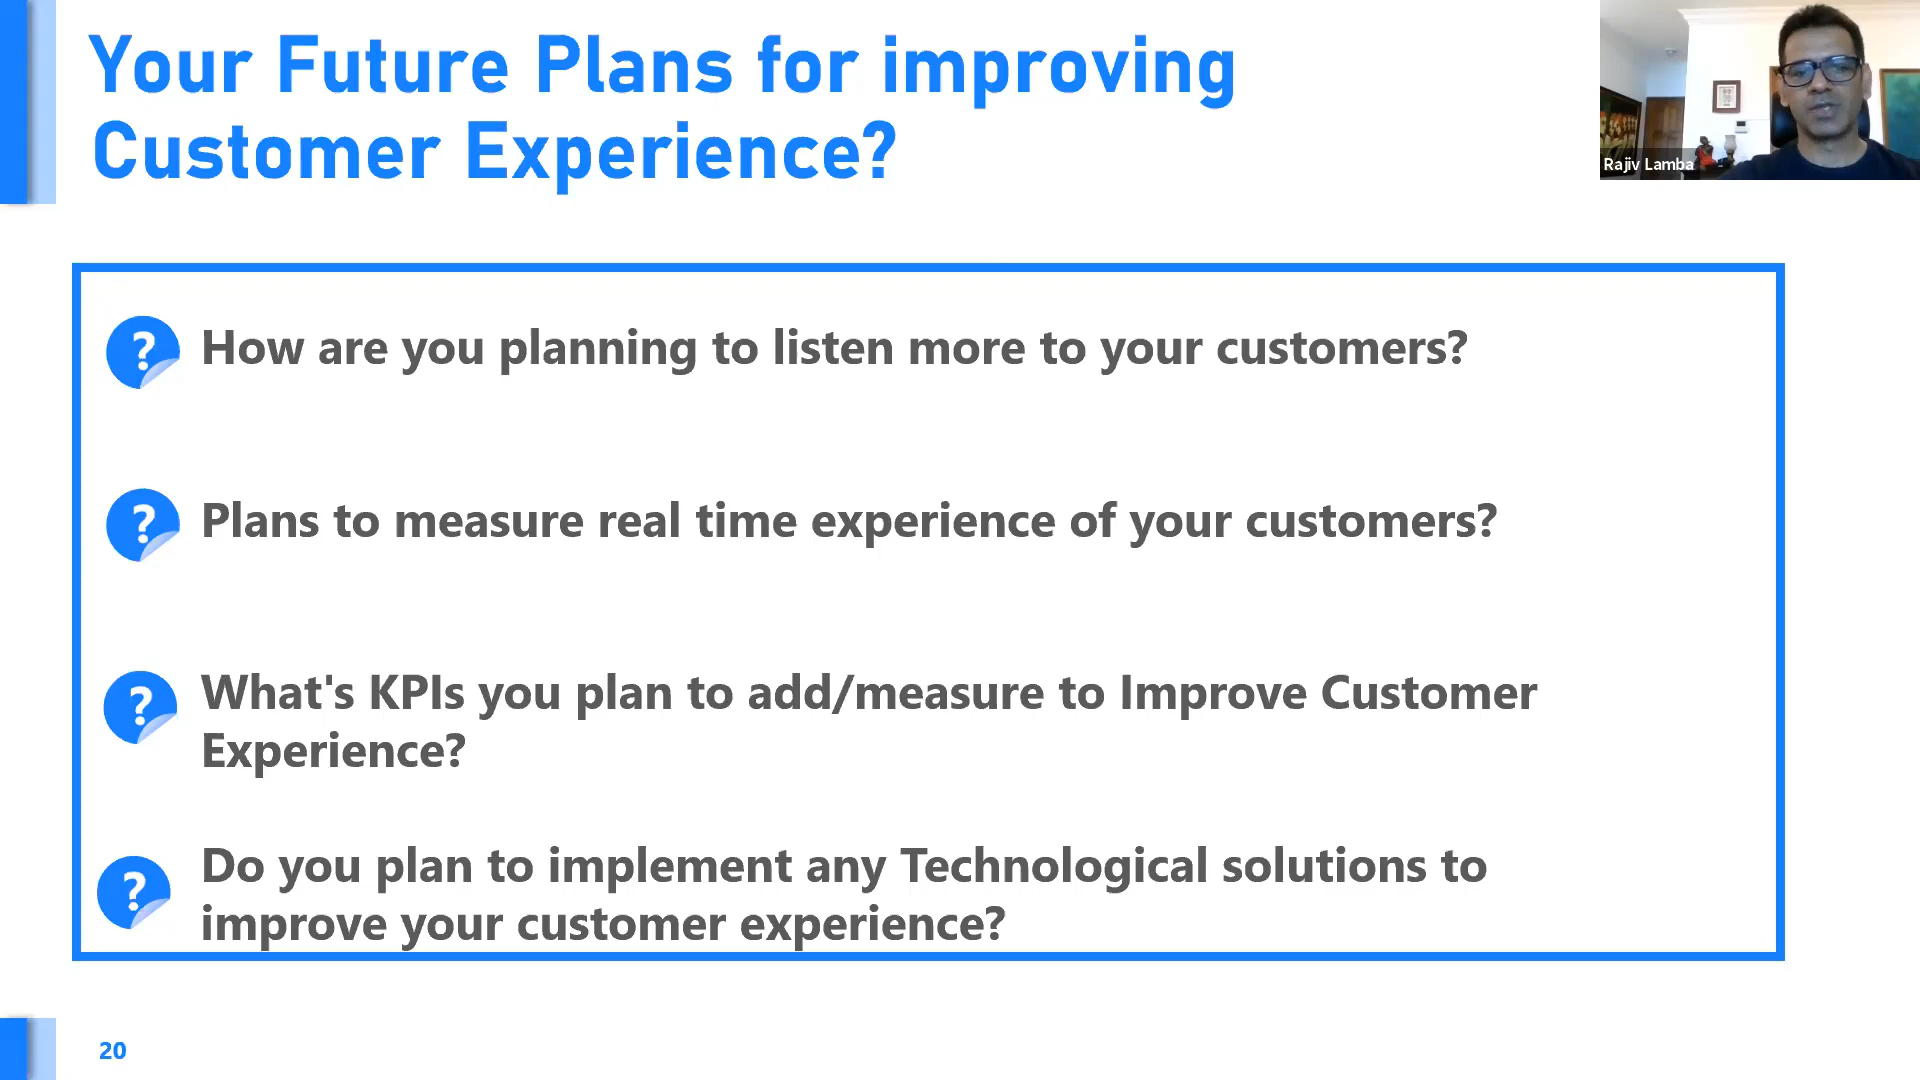 Your Future Plans for improving
Customer Experience?
Rajiv Lamba
? How are you planning to listen more to your customers?
? Plans to measure real time experience of your customers?
? What's KPIs you plan to add/measure to Improve Customer
Experience?
? Do you plan to implement any Technological solutions to
improve your customer experience?
20